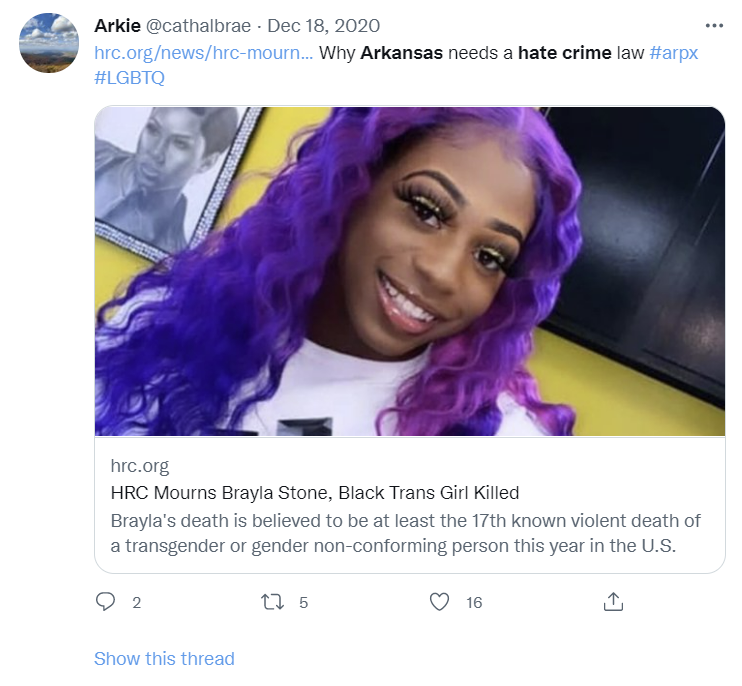 Arkie @cathalbrae · Dec 18, 2020
hrc.org/news/hrc-mourn... Why Arkansas needs a hate crime law #arpx
#LGBTQ
hrc.org
HRC Mourns Brayla Stone, Black Trans Girl Killed
Brayla's death is believed to be at least the 17th known violent death of
a transgender or gender non-conforming person this year in the U.S.
2 5 16
Show this thread